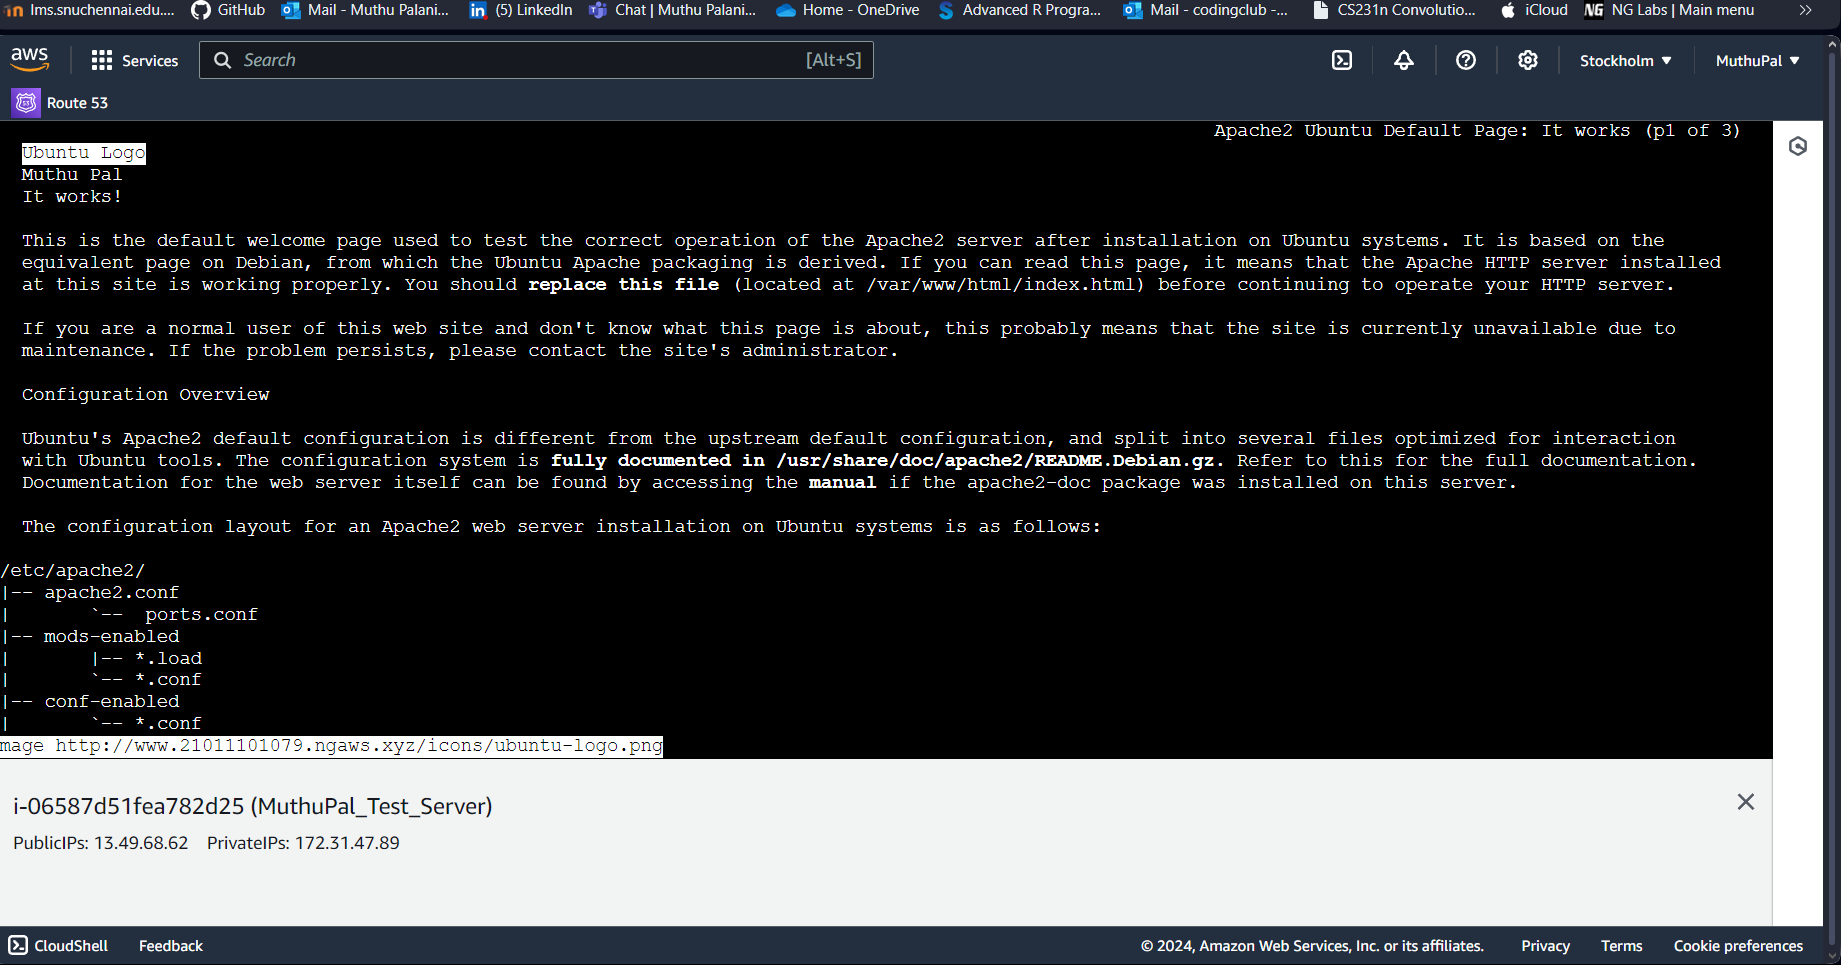 lms.snuchennai.edu.... GitHub Mail - Muthu Palani... (5) LinkedIn Chat | Muthu Palani... Home - OneDrive Advanced R Progra... Mail - codingclub -... CS231n Convolutio... iCloud NG NG Labs | Main menu
aws Services Search [Alt+S] Stockholm ▼ MuthuPal ▼
Route 53
Apache2 Ubuntu Default Page: It works (p1 of 3)
Ubuntu Logo
Muthu Pal
It works!
This is the default welcome page used to test the correct operation of the Apache2 server after installation on Ubuntu systems. It is based on the
equivalent page on Debian, from which the Ubuntu Apache packaging is derived. If you can read this page, it means that the Apache HTTP server installed
at this site is working properly. You should replace this file (located at /var/www/html/index.html) before continuing to operate your HTTP server.
If you are a normal user of this web site and don't know what this page is about, this probably means that the site is currently unavailable due to
maintenance. If the problem persists, please contact the site's administrator.
Configuration Overview
Ubuntu's Apache2 default configuration is different from the upstream default configuration, and split into several files optimized for interaction
with Ubuntu tools. The configuration system is fully documented in /usr/share/doc/apache2/README.Debian.gz. Refer to this for the full documentation.
Documentation for the web server itself can be found by accessing the manual if the apache2-doc package was installed on this server.
The configuration layout for an Apache2 web server installation on Ubuntu systems is as follows:
/etc/apache2/
|-- apache2.conf
|       `--  ports.conf
|-- mods-enabled
|       |-- *.load
|       `-- *.conf
|-- conf-enabled
|       `-- *.conf
mage http://www.21011101079.ngaws.xyz/icons/ubuntu-logo.png
i-06587d51fea782d25 (MuthuPal_Test_Server)
PublicIPs: 13.49.68.62 PrivateIPs: 172.31.47.89
CloudShell Feedback © 2024, Amazon Web Services, Inc. or its affiliates. Privacy Terms Cookie preferences